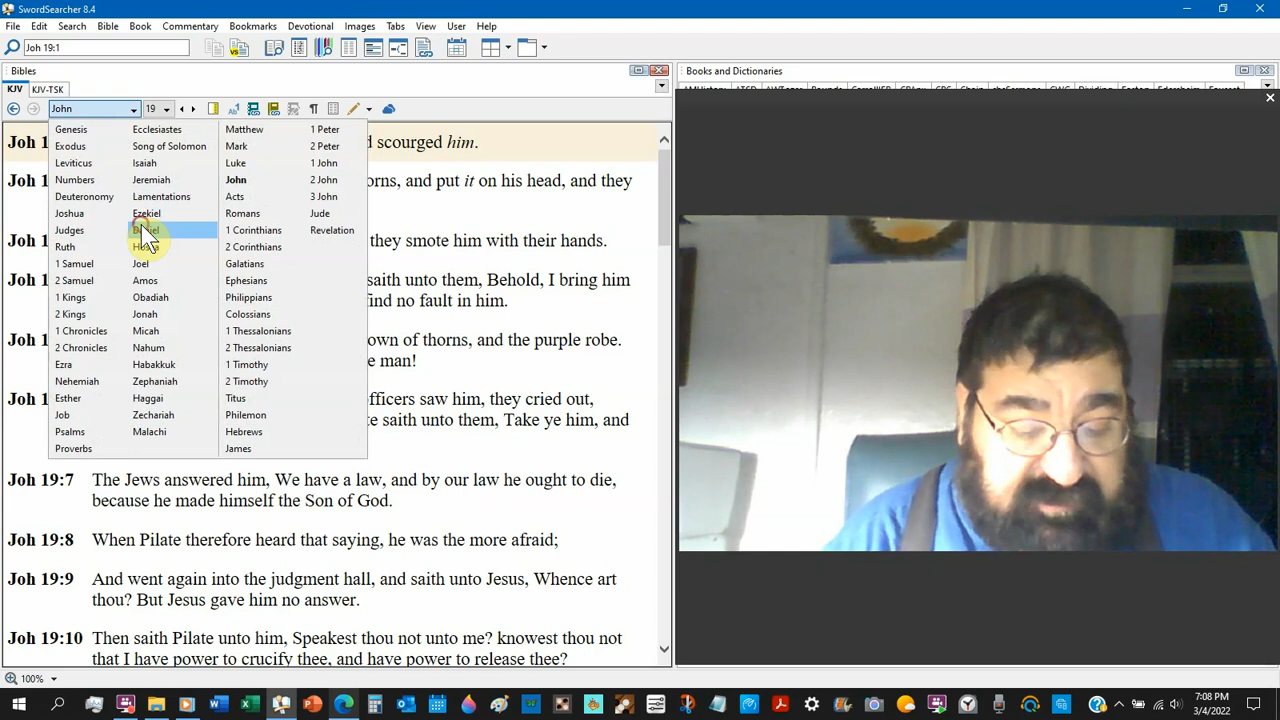 SwordSearcher 8.4
File Edit Search Bible Book Commentary Bookmarks Devotional Images Tabs View User Help
Joh 19:1
Bibles
Books and Dictionaries
KJV KJV-TSK
John 19
Genesis Ecclesiastes Matthew 1 Peter
Exodus Song of Solomon Mark 2 Peter
Leviticus Isaiah Luke 1 John
Numbers Jeremiah John 2 John
Deuteronomy Lamentations Acts 3 John
Joshua Ezekiel Romans Jude
Judges 1 Corinthians Revelation
Ruth 2 Corinthians
1 Samuel Joel Galatians
2 Samuel Amos Ephesians
1 Kings Obadiah Philippians
2 Kings Jonah Colossians
1 Chronicles Micah 1 Thessalonians
2 Chronicles Nahum 2 Thessalonians
Ezra Habakkuk 1 Timothy
Nehemiah Zephaniah 2 Timothy
Esther Haggai Titus
Job Zechariah Philemon
Psalms Malachi Hebrews
Proverbs James
Joh 1 d scourged him.
Joh 1 orns, and put it on his head, and they
Joh 1 they smote him with their hands.
Joh 1 saith unto them, Behold, I bring him
find no fault in him.
Joh 1 own of thorns, and the purple robe.
e man!
Joh 1 officers saw him, they cried out,
te saith unto them, Take ye him, and
Joh 19:7 The Jews answered him, We have a law, and by our law he ought to die,
because he made himself the Son of God.
Joh 19:8 When Pilate therefore heard that saying, he was the more afraid;
Joh 19:9 And went again into the judgment hall, and saith unto Jesus, Whence art
thou? But Jesus gave him no answer.
Joh 19:10 Then saith Pilate unto him, Speakest thou not unto me? knowest thou not
that I have power to crucify thee, and have power to release thee?
100%
7:08 PM
3/4/2022